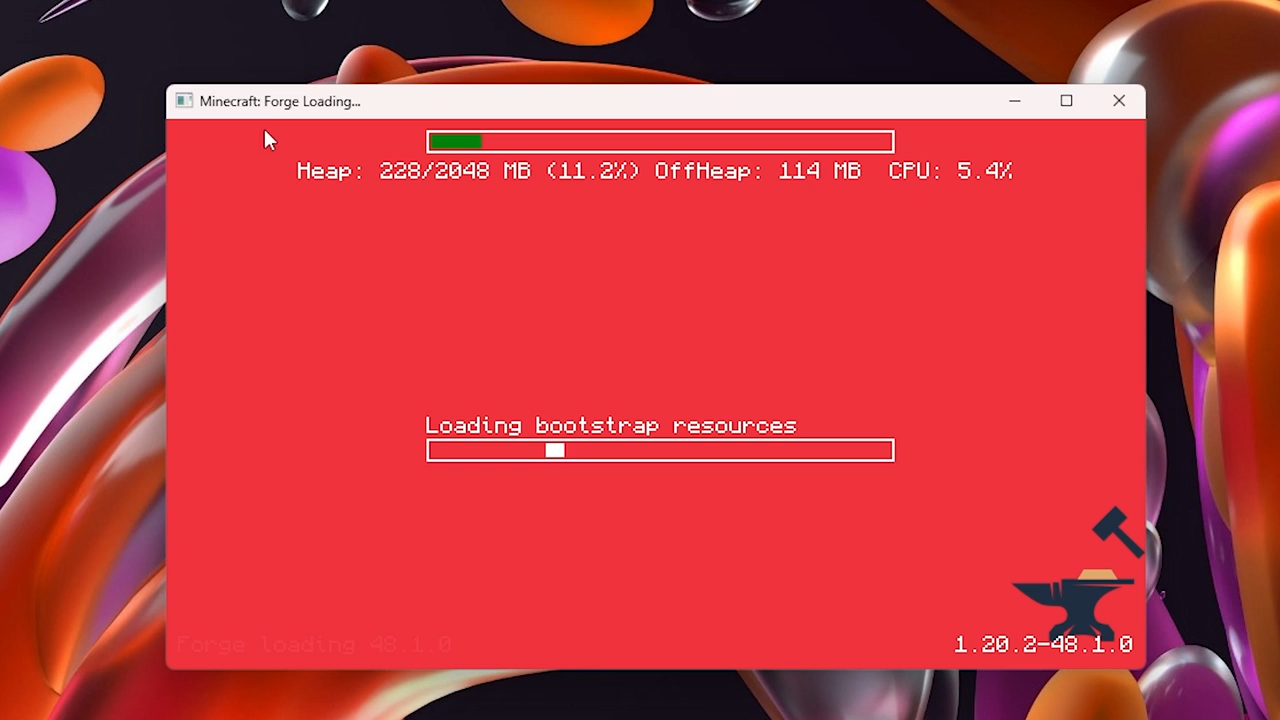 Minecraft: Forge Loading...
Heap: 228/2048 MB (11.2%) OffHeap: 114 MB  CPU: 5.4%
Loading bootstrap resources
Forge loading 48.1.0
1.20.2-48.1.0